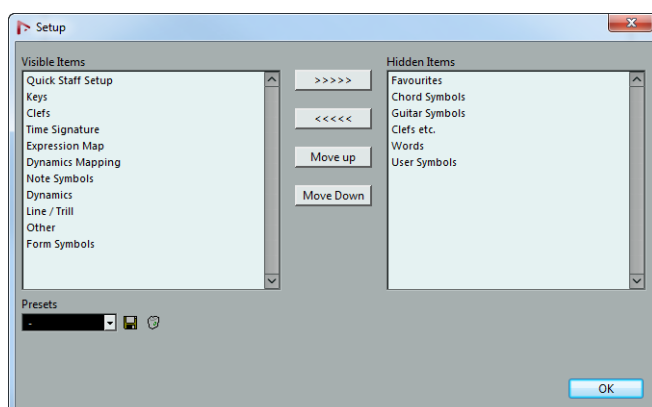 Setup
Visible Items
Quick Staff Setup
Keys
Clefs
Time Signature
Expression Map
Dynamics Mapping
Note Symbols
Dynamics
Line / Trill
Other
Form Symbols
>>>>>
<<<<<
Move up
Move Down
Hidden Items
Favourites
Chord Symbols
Guitar Symbols
Clefs etc.
Words
User Symbols
Presets
-
OK